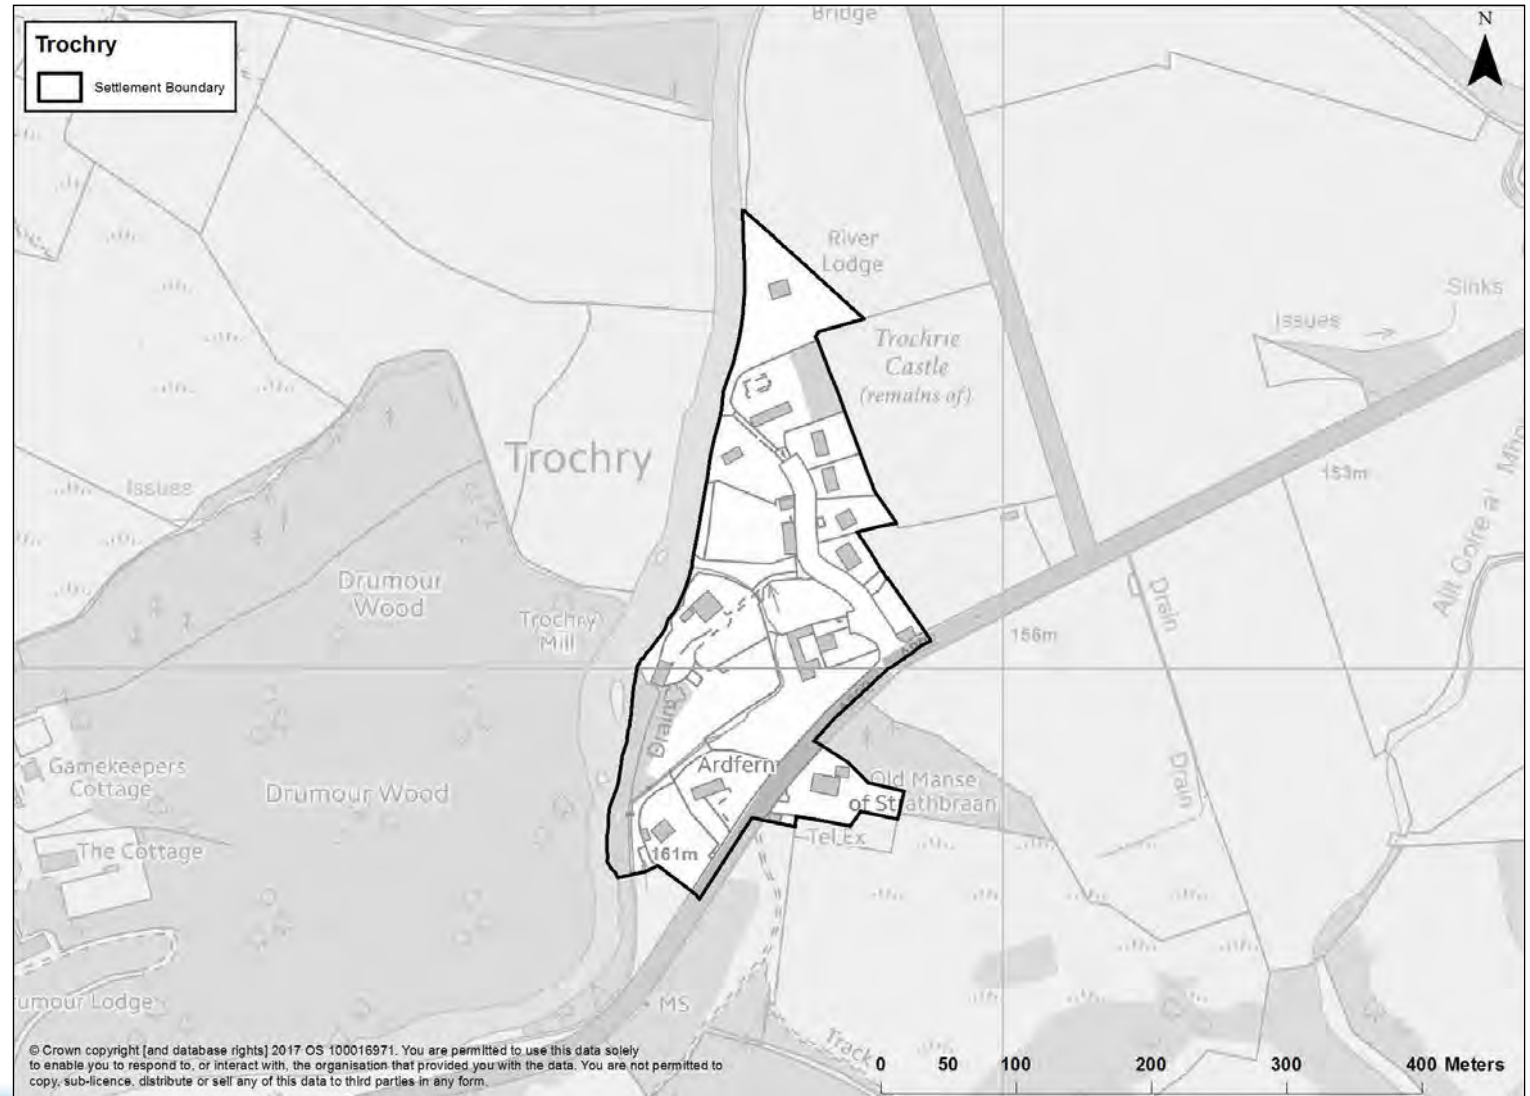 Trochry
Settlement Boundary
Bridge
N
River
Lodge
Sinks
Issues
Trochrie
Castle
(remains of)
Trochry
153m
Issues
Drumour
Wood
Trochry
Mill
Drain
156m
Drain
Gamekeepers
Cottage
Drumour Wood
Ardfern
Drain
Old Manse
of Strathbraan
The Cottage
161m
Tel Ex
MS
Track
© Crown copyright [and database rights] 2017 OS 100016971. You are permitted to use this data solely
to enable you to respond to, or interact with, the organisation that provided you with the data. You are not permitted to
copy, sub-licence, distribute or sell any of this data to third parties in any form.
0 50 100 200 300 400 Meters
Allt Coire a'
umour Lodge